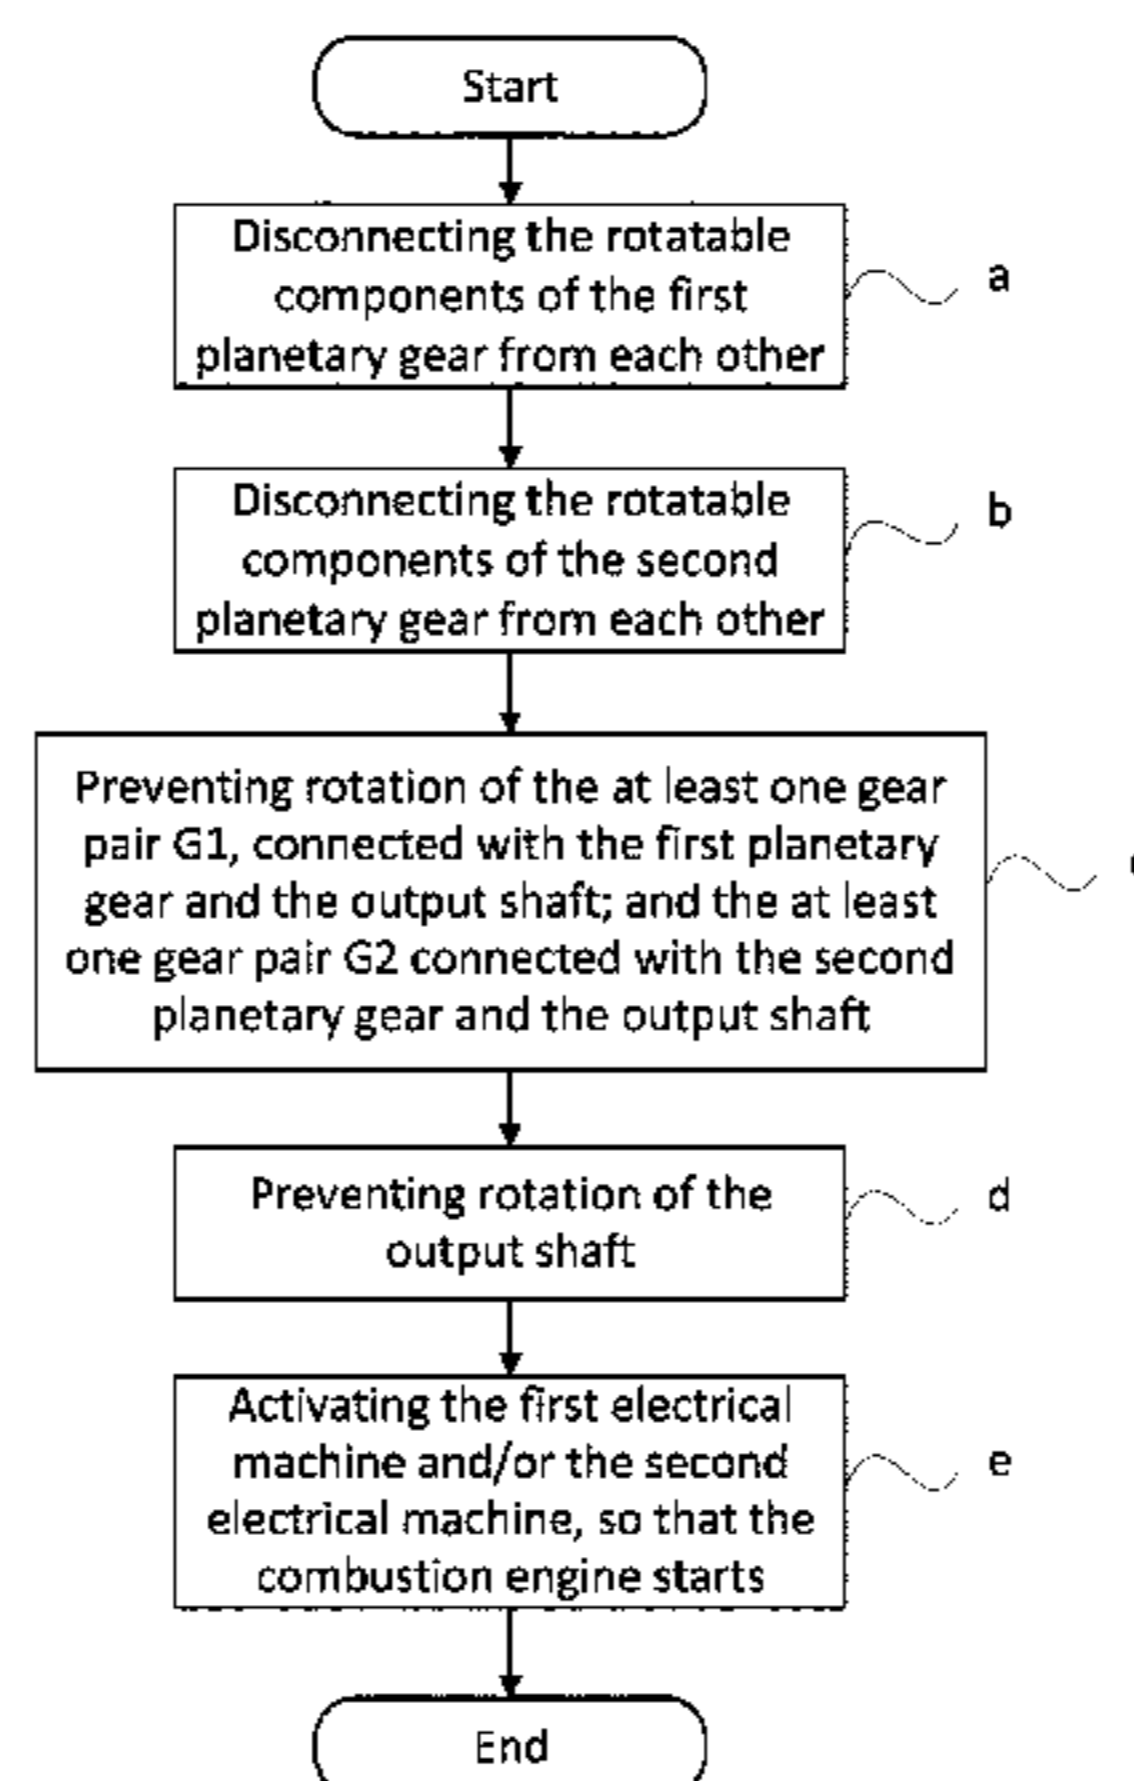 Start
Disconnecting the rotatable
components of the first
planetary gear from each other
a
Disconnecting the rotatable
components of the second
planetary gear from each other
b
Preventing rotation of the at least one gear
pair G1, connected with the first planetary
gear and the output shaft; and the at least
one gear pair G2 connected with the second
planetary gear and the output shaft
Preventing rotation of the
output shaft
d
Activating the first electrical
machine and/or the second
electrical machine, so that the
combustion engine starts
e
End